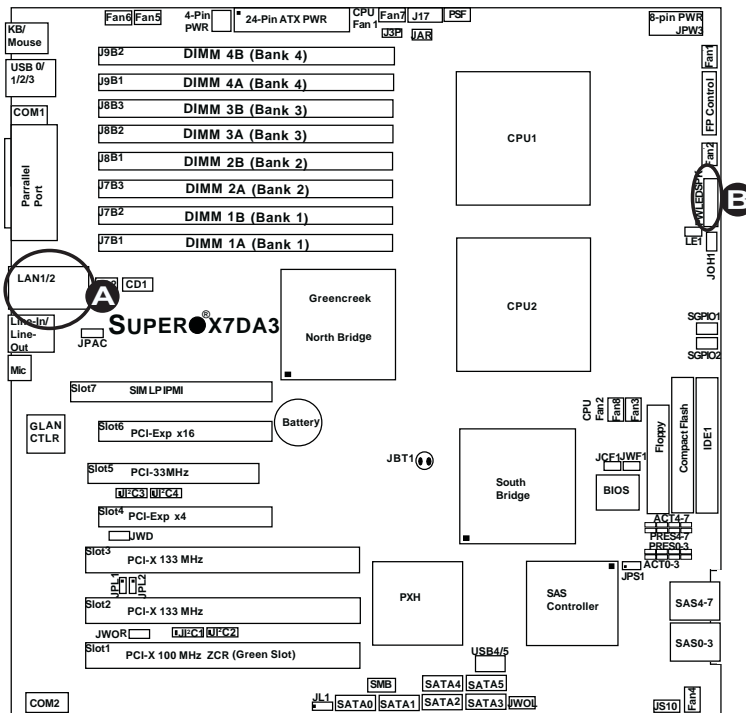 KB/
Mouse
Fan6 Fan5
4-Pin
PWR
24-Pin ATX PWR
CPU
Fan 1
Fan7
J17
PSF
J3P
JAR
8-pin PWR
JPW3
USB 0/
1/2/3
COM1
Parrallel
Port
J9B2 DIMM 4B (Bank 4)
J9B1 DIMM 4A (Bank 4)
J8B3 DIMM 3B (Bank 3)
J8B2 DIMM 3A (Bank 3)
J8B1 DIMM 2B (Bank 2)
J7B3 DIMM 2A (Bank 2)
J7B2 DIMM 1B (Bank 1)
J7B1 DIMM 1A (Bank 1)
CPU1
CPU2
Fan1
FP Control
Fan2
B
LE1
JOH1
LAN1/2
A
CD1
SUPER ® X7DA3
Line-In/
Line-
Out
JPAC
Mic
Greencreek
North Bridge
SGPIO1
SGPIO2
GLAN
CTLR
Slot7 SIMLP IPMI
Slot6 PCI-Exp x16
Battery
Slot5 PCI-33MHz
JI²C3 JI²C4
Slot4 PCI-Exp x4
JWD
Slot3 PCI-X 133 MHz
JPL1
JPL2
Slot2 PCI-X 133 MHz
JWOR
JI²C1 JI²C2
Slot1 PCI-X 100 MHz ZCR (Green Slot)
JBT1
South
Bridge
CPU
Fan2
Fan8
Fan3
JCF1 JWF1
BIOS
Floppy
Compact Flash
IDE1
ACT4-7
PRES4-7
PRES0-3
ACT0-3
JPS1
PXH
SAS
Controller
SAS4-7
SAS0-3
USB4/5
COM2
JL1
SMB
SATA0
SATA1
SATA4
SATA2
SATA5
SATA3
JWOL
JS10
Fan4